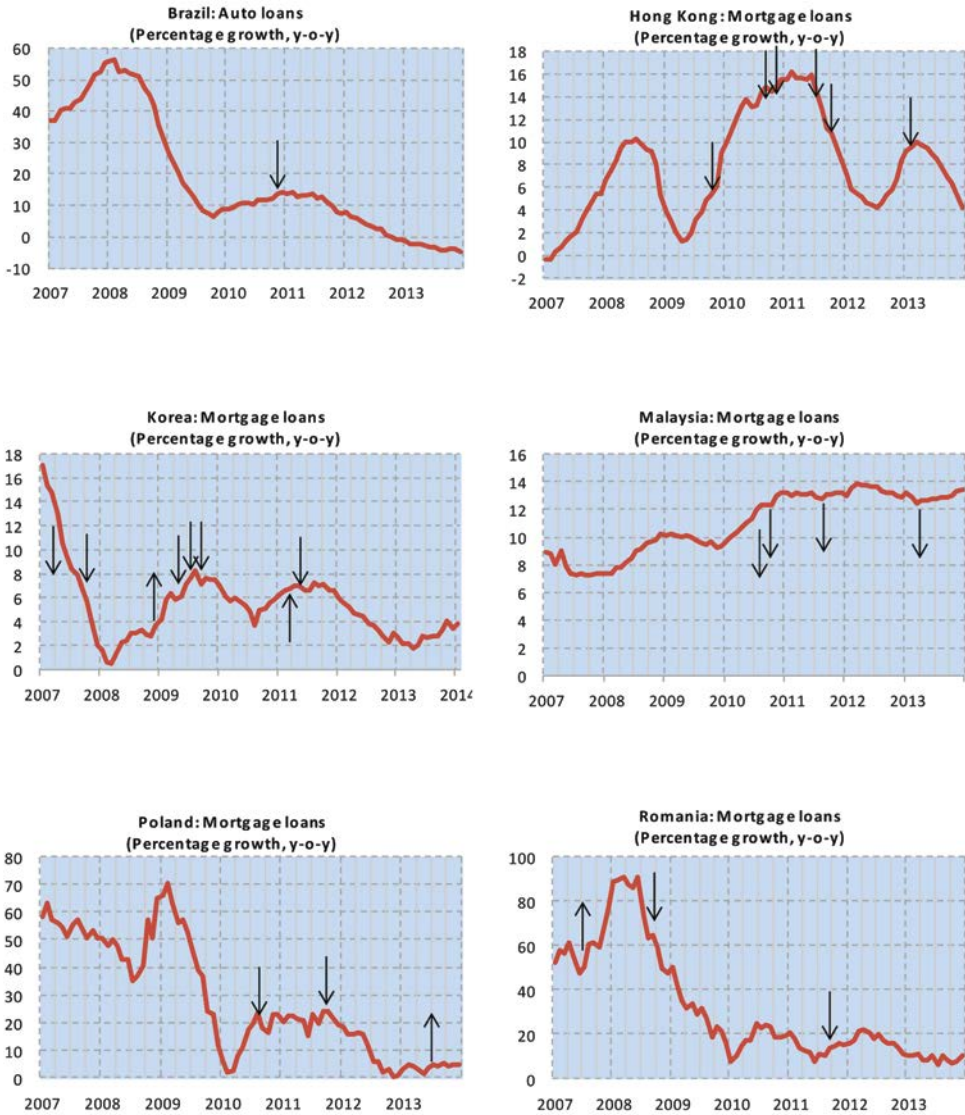 Brazil: Auto loans
(Percentage growth, y-o-y)
60
50
40
30
20
10
0
-10
2007 2008 2009 2010 2011 2012 2013
Hong Kong: Mortgage loans
(Percentage growth, y-o-y)
18
16
14
12
10
8
6
4
2
0
-2
2007 2008 2009 2010 2011 2012 2013
Korea: Mortgage loans
(Percentage growth, y-o-y)
18
16
14
12
10
8
6
4
2
0
2007 2008 2009 2010 2011 2012 2013 2014
Malaysia: Mortgage loans
(Percentage growth, y-o-y)
16
14
12
10
8
6
4
2
0
2007 2008 2009 2010 2011 2012 2013
Poland: Mortgage loans
(Percentage growth, y-o-y)
80
70
60
50
40
30
20
10
0
2007 2008 2009 2010 2011 2012 2013
Romania: Mortgage loans
(Percentage growth, y-o-y)
100
80
60
40
20
0
2007 2008 2009 2010 2011 2012 2013